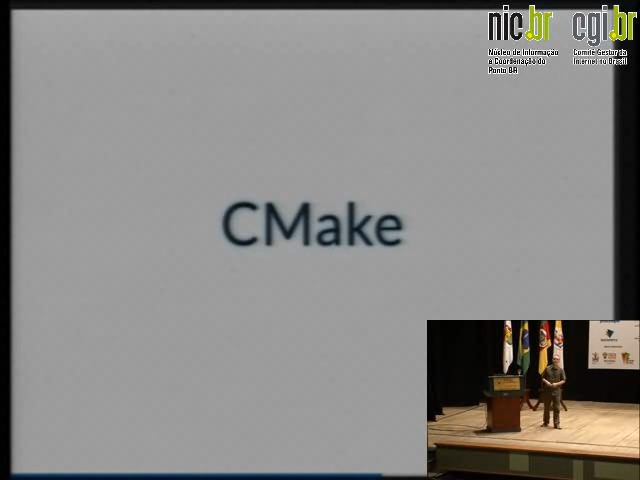 nic.br
Núcleo de Informação
e Coordenação do
Ponto BR
cgi.br
Comitê Gestor da
Internet no Brasil
CMake